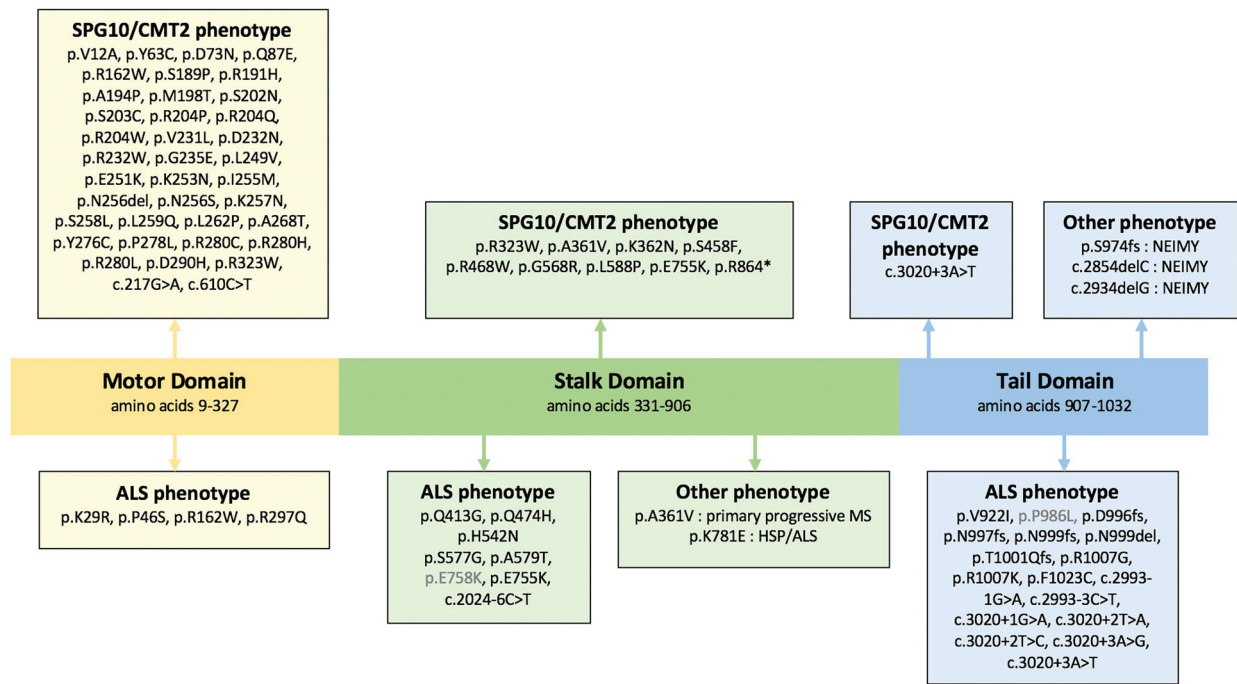 SPG10/CMT2 phenotype
p.V12A, p.Y63C, p.D73N, p.Q87E,
p.R162W, p.S189P, p.R191H,
p.A194P, p.M198T, p.S202N,
p.S203C, p.R204P, p.R204Q,
p.R204W, p.V231L, p.D232N,
p.R232W, p.G235E, p.L249V,
p.E251K, p.K253N, p.I255M,
p.N256del, p.N256S, p.K257N,
p.S258L, p.L259Q, p.L262P, p.A268T,
p.Y276C, p.P278L, p.R280C, p.R280H,
p.R280L, p.D290H, p.R323W,
c.217G>A, c.610C>T
SPG10/CMT2 phenotype
p.R323W, p.A361V, p.K362N, p.S458F,
p.R468W, p.G568R, p.L588P, p.E755K, p.R864*
SPG10/CMT2
phenotype
c.3020+3A>T
Other phenotype
p.S974fs : NEIMY
c.2854delC : NEIMY
c.2934delG : NEIMY
Motor Domain
amino acids 9-327
Stalk Domain
amino acids 331-906
Tail Domain
amino acids 907-1032
ALS phenotype
p.K29R, p.P46S, p.R162W, p.R297Q
ALS phenotype
p.Q413G, p.Q474H,
p.H542N
p.S577G, p.A579T,
p.E758K, p.E755K,
c.2024-6C>T
Other phenotype
p.A361V : primary progressive MS
p.K781E : HSP/ALS
ALS phenotype
p.V922I, p.P986L, p.D996fs,
p.N997fs, p.N999fs, p.N999del,
p.T1001Qfs, p.R1007G,
p.R1007K, p.F1023C, c.2993-
1G>A, c.2993-3C>T,
c.3020+1G>A, c.3020+2T>A,
c.3020+2T>C, c.3020+3A>G,
c.3020+3A>T